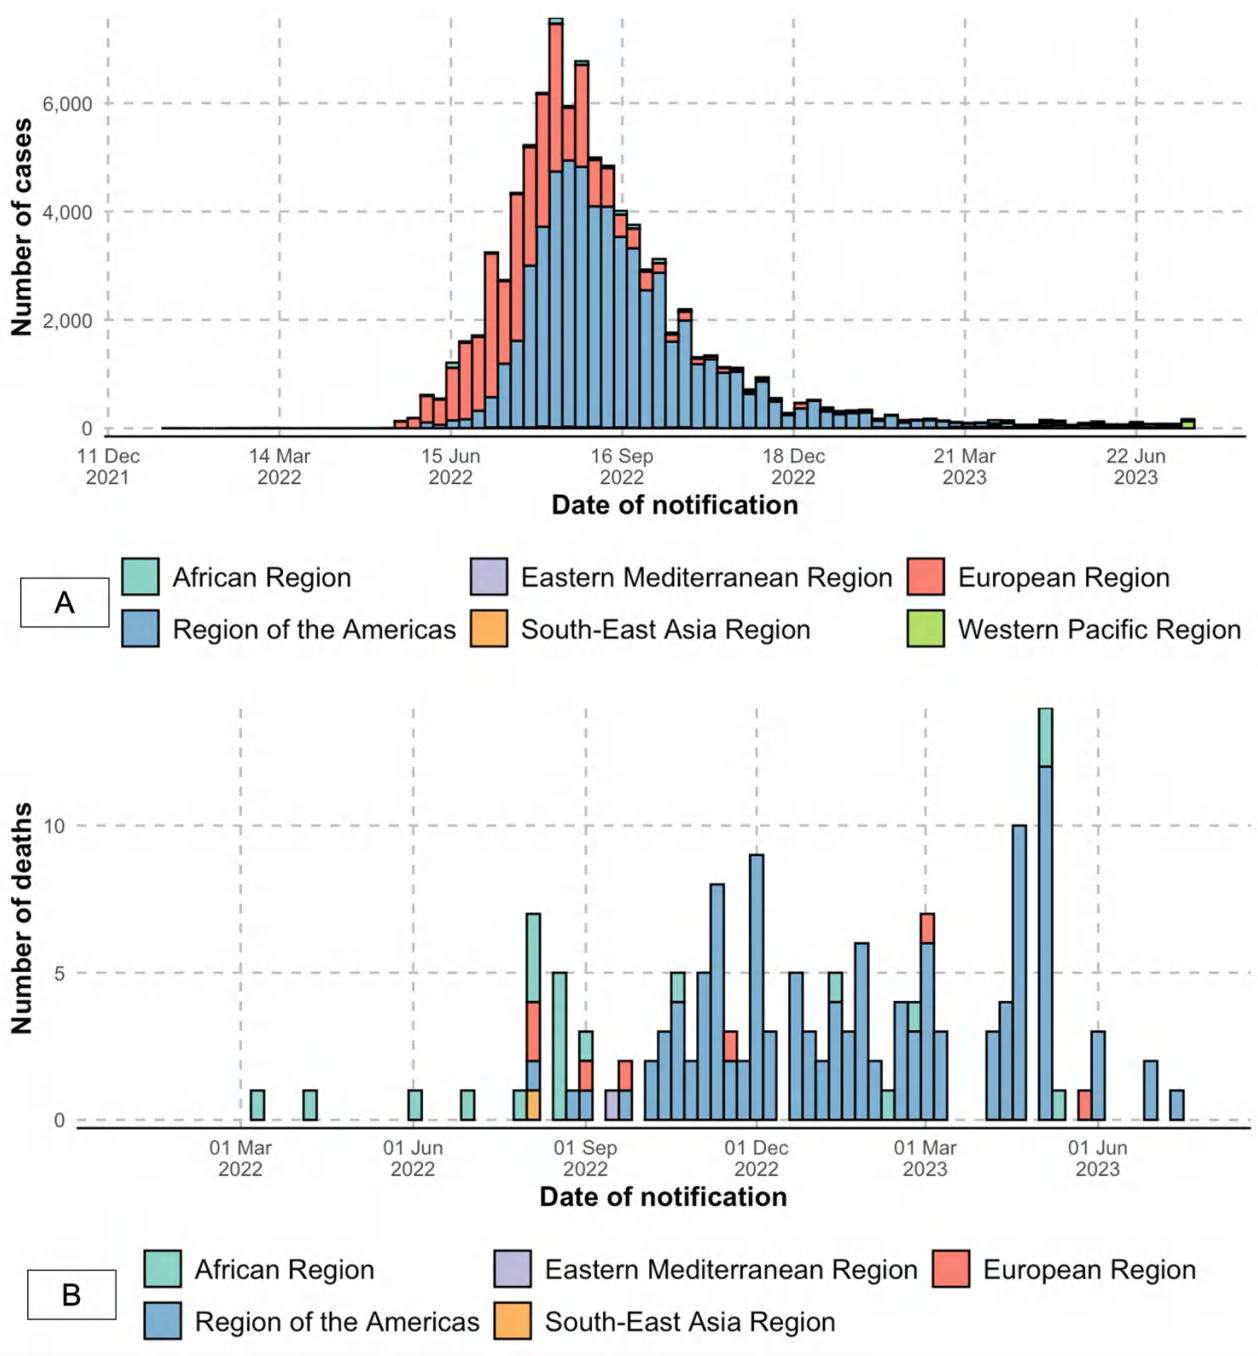 Number of cases
6,000
4,000
2,000
0
11 Dec 2021
14 Mar 2022
15 Jun 2022
16 Sep 2022
18 Dec 2022
21 Mar 2023
22 Jun 2023
Date of notification
A
African Region
Eastern Mediterranean Region
European Region
Region of the Americas
South-East Asia Region
Western Pacific Region
Number of deaths
10
5
0
01 Mar 2022
01 Jun 2022
01 Sep 2022
01 Dec 2022
01 Mar 2023
01 Jun 2023
Date of notification
B
African Region
Eastern Mediterranean Region
European Region
Region of the Americas
South-East Asia Region